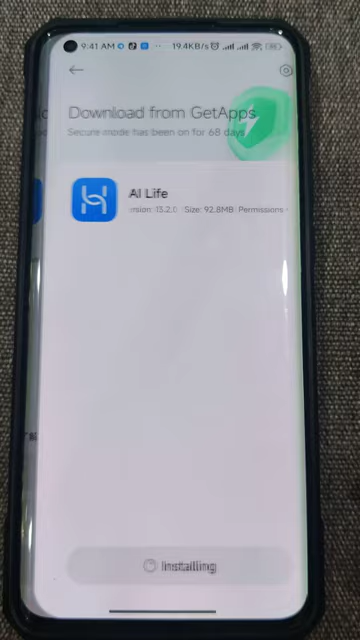 9:41 AM
19.4KB/s
Download from GetApps
Secure mode has been on for 68 days
AI Life
rsion: 13.2.0 Size: 92.8MB Permissions
Installing